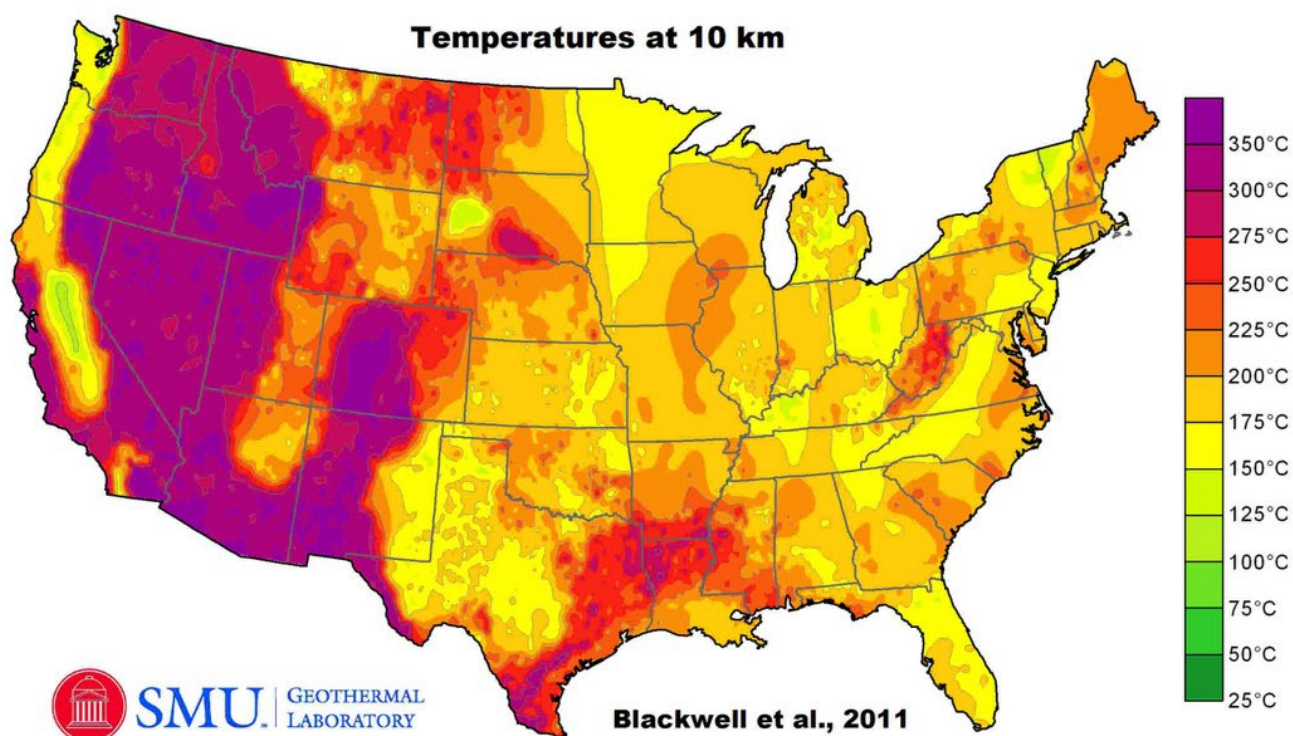 Temperatures at 10 km
350°C
300°C
275°C
250°C
225°C
200°C
175°C
150°C
125°C
100°C
75°C
50°C
25°C
SMU
GEOTHERMAL
LABORATORY
Blackwell et al., 2011